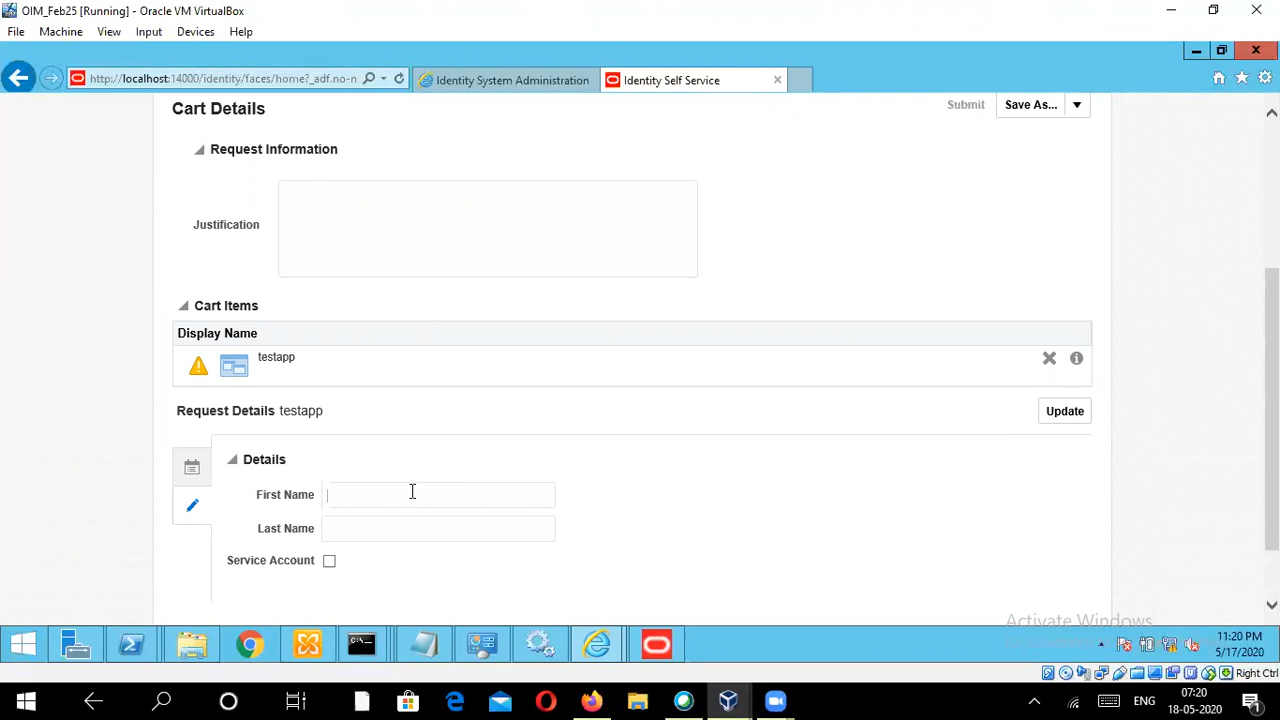 OIM_Feb25 [Running] - Oracle VM VirtualBox
File Machine View Input Devices Help
http://localhost:14000/identity/faces/home?_adf.no-n
Identity System Administration
Identity Self Service
Cart Details
Submit
Save As...
Request Information
Justification
Cart Items
Display Name
testapp
Request Details testapp
Update
Details
First Name
Last Name
Service Account
Activate Windows
11:20 PM
5/17/2020
Right Ctrl
ENG
07:20
18-05-2020
1